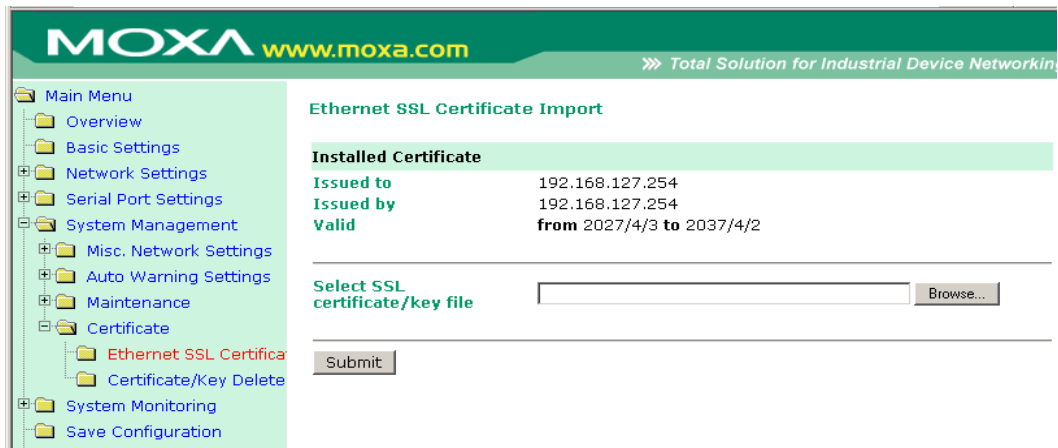 MOXA www.moxa.com
Total Solution for Industrial Device Networking
Main Menu
Overview
Basic Settings
Network Settings
Serial Port Settings
System Management
Misc. Network Settings
Auto Warning Settings
Maintenance
Certificate
Ethernet SSL Certifica
Certificate/Key Delete
System Monitoring
Save Configuration
Ethernet SSL Certificate Import
Installed Certificate
Issued to 192.168.127.254
Issued by 192.168.127.254
Valid from 2027/4/3 to 2037/4/2
Select SSL
certificate/key file Browse...
Submit